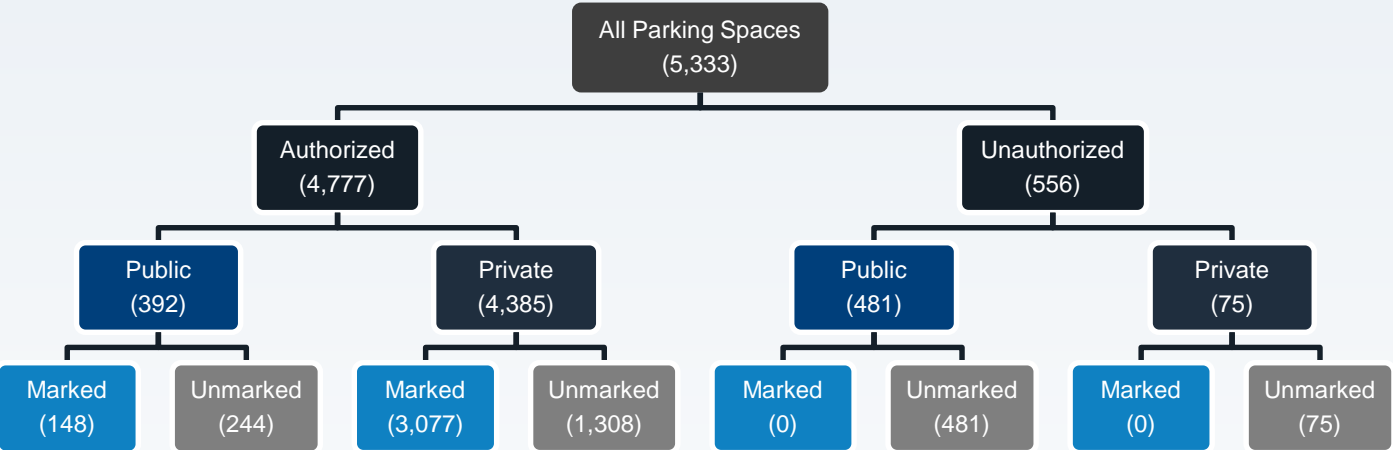 All Parking Spaces
(5,333)
Authorized
(4,777)
Unauthorized
(556)
Public
(392)
Private
(4,385)
Public
(481)
Private
(75)
Marked
(148)
Unmarked
(244)
Marked
(3,077)
Unmarked
(1,308)
Marked
(0)
Unmarked
(481)
Marked
(0)
Unmarked
(75)